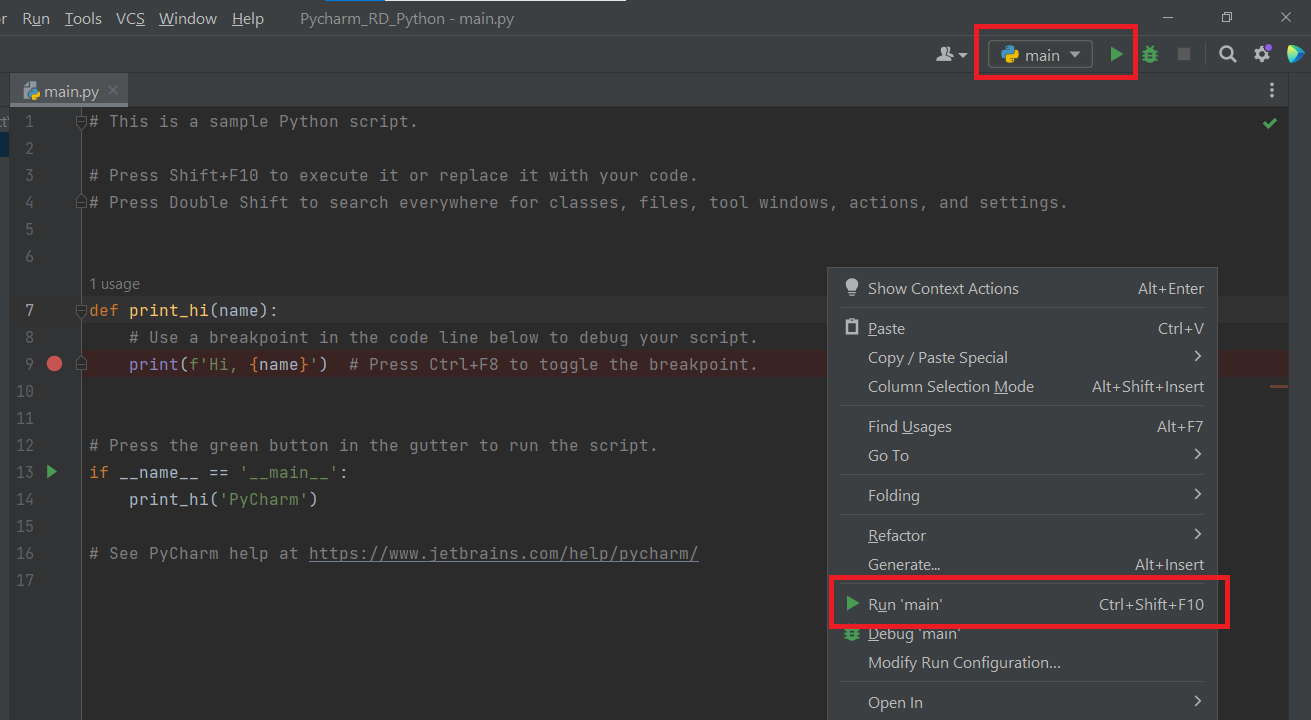 r Run Tools VCS Window Help Pycharm_RD_Python - main.py
main
main.py
1 # This is a sample Python script.
2
3 # Press Shift+F10 to execute it or replace it with your code.
4 # Press Double Shift to search everywhere for classes, files, tool windows, actions, and settings.
5
6
1 usage
7 def print_hi(name):
8 # Use a breakpoint in the code line below to debug your script.
9 print(f'Hi, {name}') # Press Ctrl+F8 to toggle the breakpoint.
10
11
12 # Press the green button in the gutter to run the script.
13 if __name__ == '__main__':
14 print_hi('PyCharm')
15
16 # See PyCharm help at https://www.jetbrains.com/help/pycharm/
17
Show Context Actions Alt+Enter
Paste Ctrl+V
Copy / Paste Special
Column Selection Mode Alt+Shift+Insert
Find Usages Alt+F7
Go To
Folding
Refactor
Generate... Alt+Insert
Run 'main' Ctrl+Shift+F10
Debug 'main'
Modify Run Configuration...
Open In